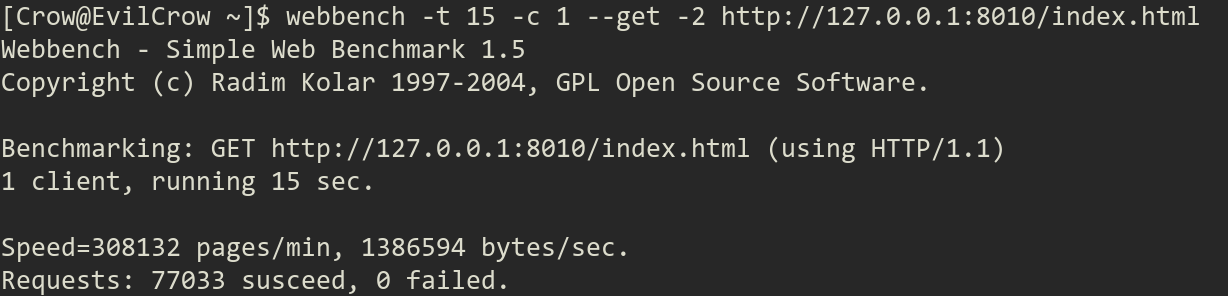 [Crow@EvilCrow ~]$ webbench -t 15 -c 1 --get -2 http://127.0.0.1:8010/index.html
Webbench - Simple Web Benchmark 1.5
Copyright (c) Radim Kolar 1997-2004, GPL Open Source Software.
Benchmarking: GET http://127.0.0.1:8010/index.html (using HTTP/1.1)
1 client, running 15 sec.
Speed=308132 pages/min, 1386594 bytes/sec.
Requests: 77033 susceed, 0 failed.